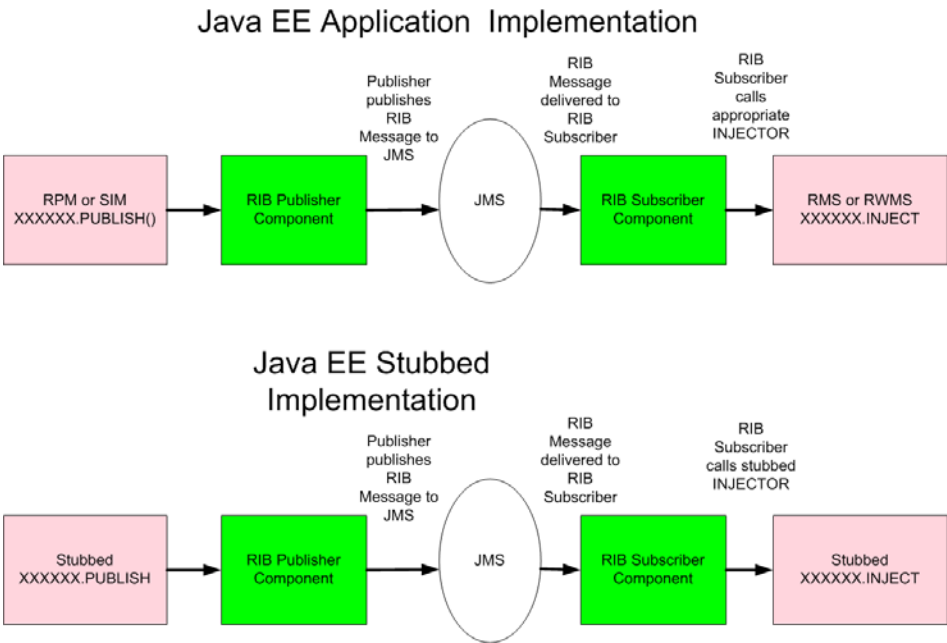 Java EE Application Implementation
Publisher
publishes
RIB
Message to
JMS
RIB
Message
delivered to
RIB
Subscriber
RIB
Subscriber
calls
appropriate
INJECTOR
RPM or SIM
XXXXXX.PUBLISH()
RIB Publisher
Component
JMS
RIB Subscriber
Component
RMS or RWMS
XXXXXX.INJECT
Java EE Stubbed
Implementation
Publisher
publishes
RIB
Message to
JMS
RIB
Message
delivered to
RIB
Subscriber
RIB
Subscriber
calls stubbed
INJECTOR
Stubbed
XXXXXX.PUBLISH
RIB Publisher
Component
JMS
RIB Subscriber
Component
Stubbed
XXXXXX.INJECT